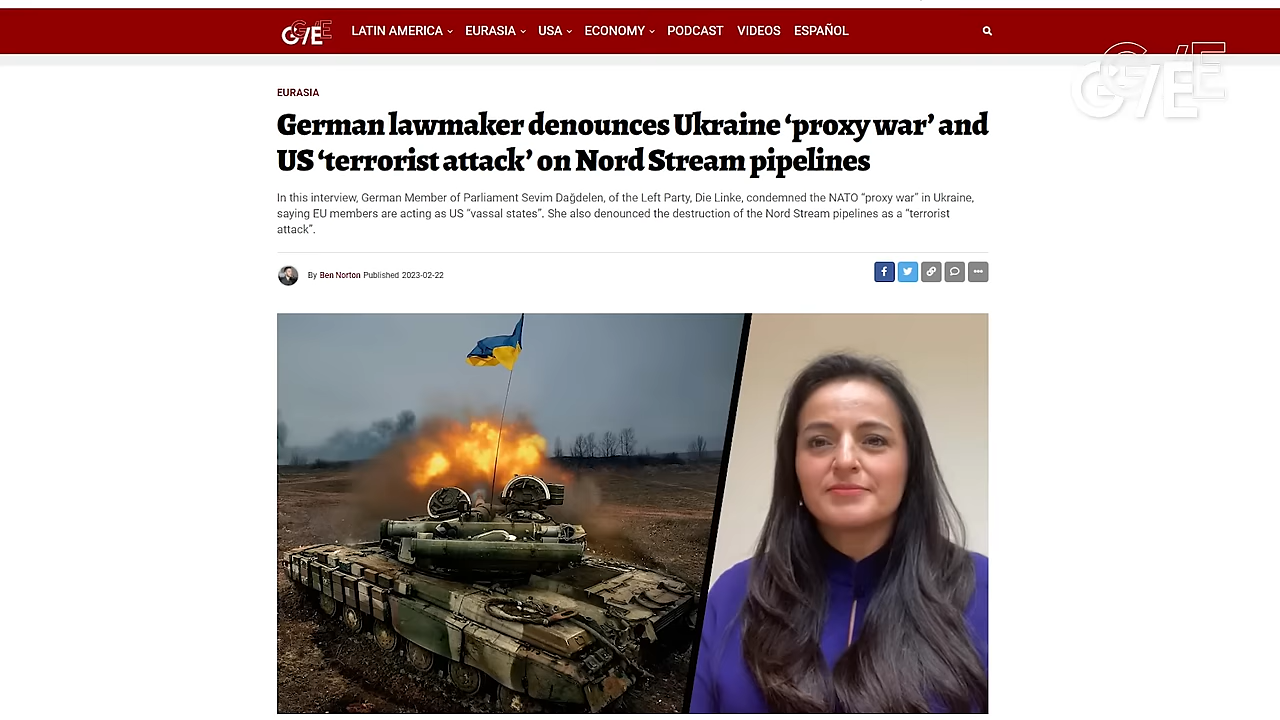 G/E LATIN AMERICA EURASIA USA ECONOMY PODCAST VIDEOS ESPAÑOL
G/E
EURASIA
German lawmaker denounces Ukraine ‘proxy war’ and
US ‘terrorist attack’ on Nord Stream pipelines
In this interview, German Member of Parliament Sevim Dağdelen, of the Left Party, Die Linke, condemned the NATO “proxy war” in Ukraine,
saying EU members are acting as US “vassal states”. She also denounced the destruction of the Nord Stream pipelines as a “terrorist
attack”.
By Ben Norton Published 2023-02-22